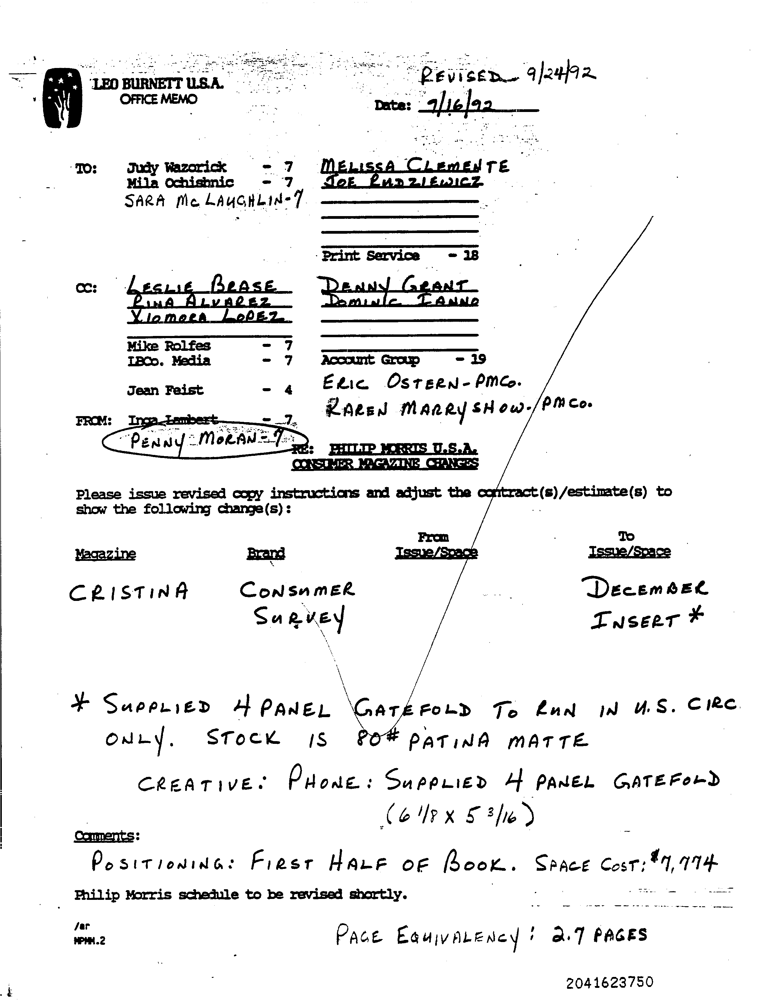 REVISED 9/24/92
LEO BURNETT U.S.A.
OFFICE MEMO
Date: 9/16/92
TO: Judy Wazorick - 7 MELISSA CLEMENTE
Mila Ochishnic - 7 JOE RUDZIEWICZ
SARA McLAUGHLIN-7
Print Service - 18
CC: LESLIE BRASE DENNY GRANT
RINA ALVAREZ DOMINIC IANNO
XIOMORA LOPEZ
Mike Rolfes - 7
LBCo. Media - 7 Account Group - 19
Jean Feist - 4 ERIC OSTERN-PMCo.
KAREN MARRYSHOW-PMCo.
FROM: Inga Lambert - 7
PENNY MORAN-7
RE: PHILIP MORRIS U.S.A.
CONSUMER MAGAZINE CHANGES
Please issue revised copy instructions and adjust the contract(s)/estimate(s) to
show the following change(s):
From To
Magazine Brand Issue/Space Issue/Space
CRISTINA CONSUMER DECEMBER
SURVEY INSERT *
* SUPPLIED 4 PANEL GATEFOLD TO RUN IN U.S. CIRC.
ONLY. STOCK IS 80# PATINA MATTE
CREATIVE: PHONE: SUPPLIED 4 PANEL GATEFOLD
(6 1/8 X 5 3/16)
Comments:
POSITIONING: FIRST HALF OF BOOK. SPACE COST: $7,774
Philip Morris schedule to be revised shortly.
/ar
MPMM.2
PAGE EQUIVALENCY: 2.7 PAGES
2041623750